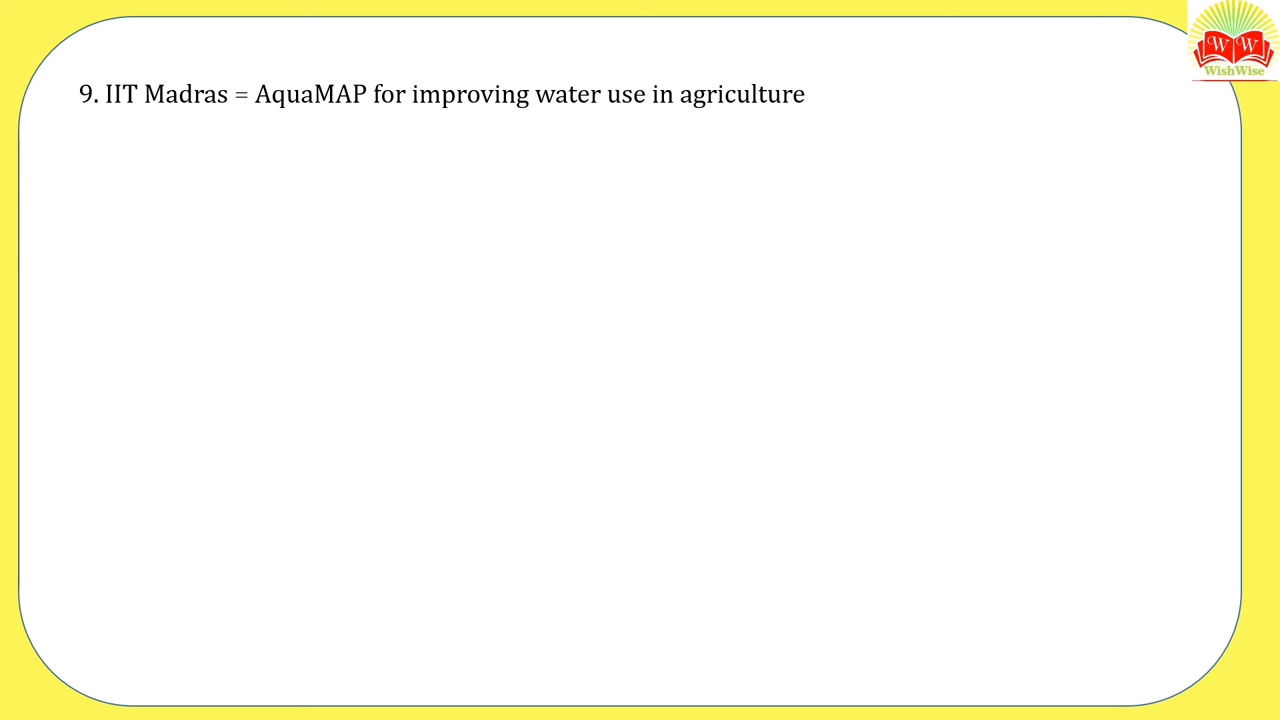 9. IIT Madras = AquaMAP for improving water use in agriculture
W W
WishWise